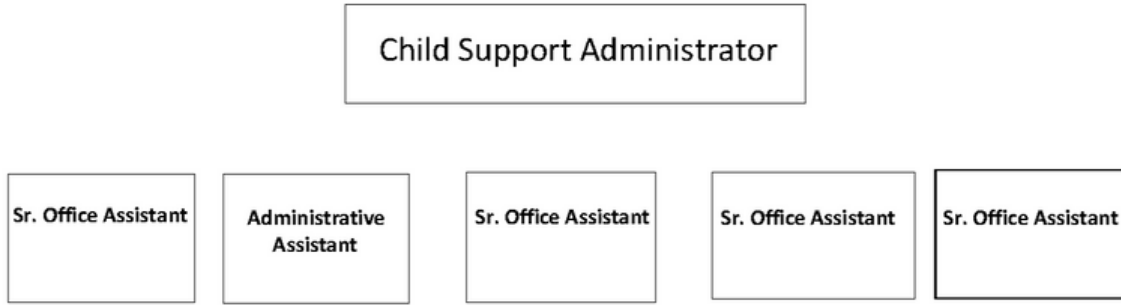 Child Support Administrator
Sr. Office Assistant
Administrative
Assistant
Sr. Office Assistant
Sr. Office Assistant
Sr. Office Assistant